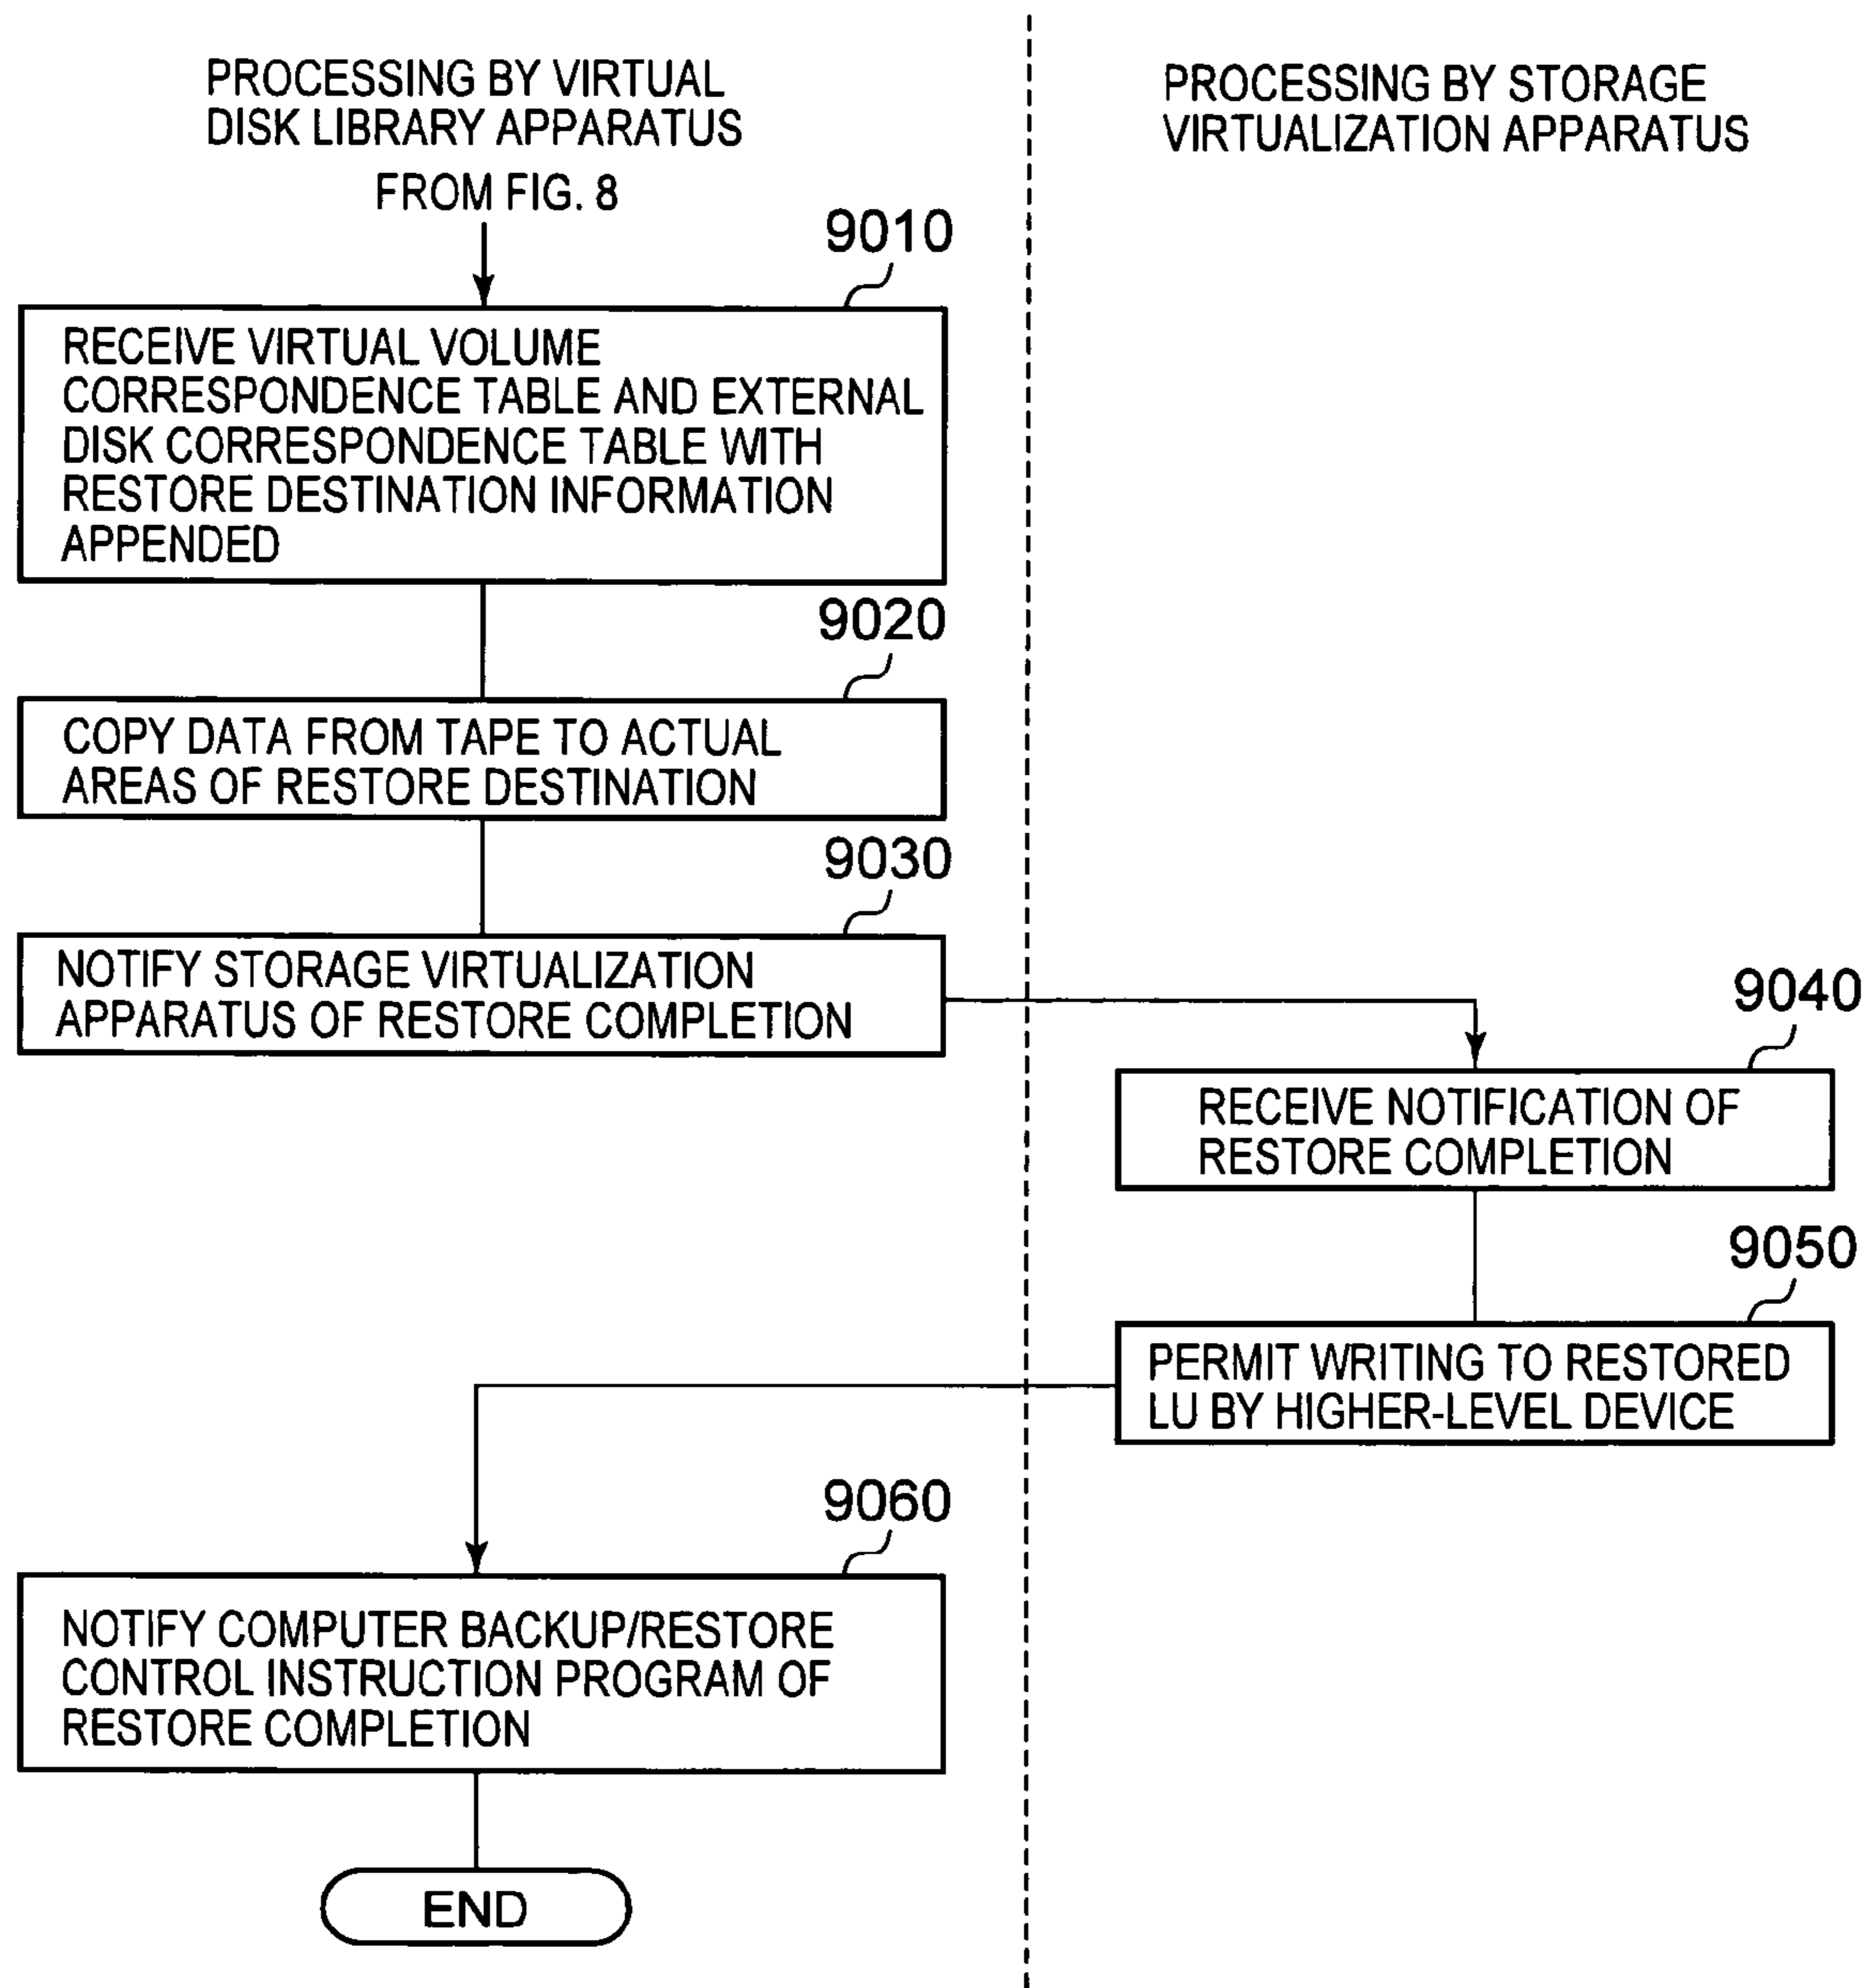 PROCESSING BY VIRTUAL
DISK LIBRARY APPARATUS
FROM FIG. 8
PROCESSING BY STORAGE
VIRTUALIZATION APPARATUS
9010
RECEIVE VIRTUAL VOLUME
CORRESPONDENCE TABLE AND EXTERNAL
DISK CORRESPONDENCE TABLE WITH
RESTORE DESTINATION INFORMATION
APPENDED
9020
COPY DATA FROM TAPE TO ACTUAL
AREAS OF RESTORE DESTINATION
9030
NOTIFY STORAGE VIRTUALIZATION
APPARATUS OF RESTORE COMPLETION
9040
RECEIVE NOTIFICATION OF
RESTORE COMPLETION
9050
PERMIT WRITING TO RESTORED
LU BY HIGHER-LEVEL DEVICE
9060
NOTIFY COMPUTER BACKUP/RESTORE
CONTROL INSTRUCTION PROGRAM OF
RESTORE COMPLETION
END